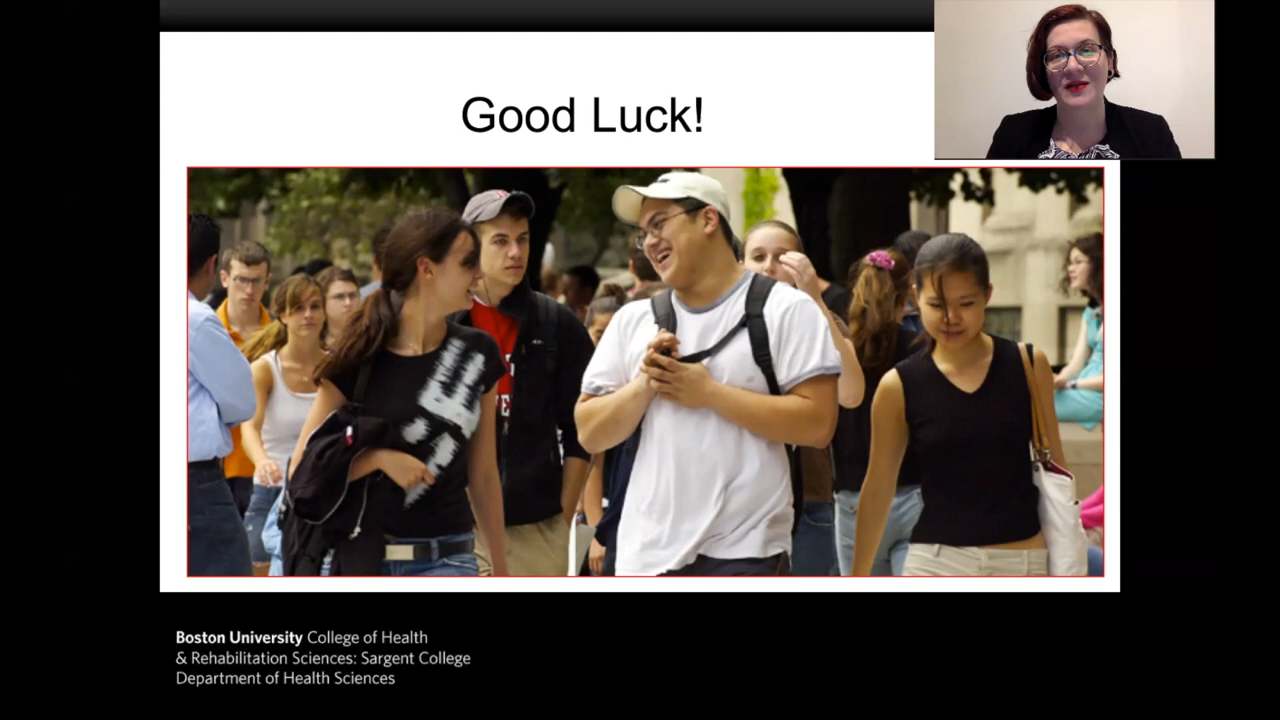 Good Luck!
Boston University College of Health
& Rehabilitation Sciences: Sargent College
Department of Health Sciences